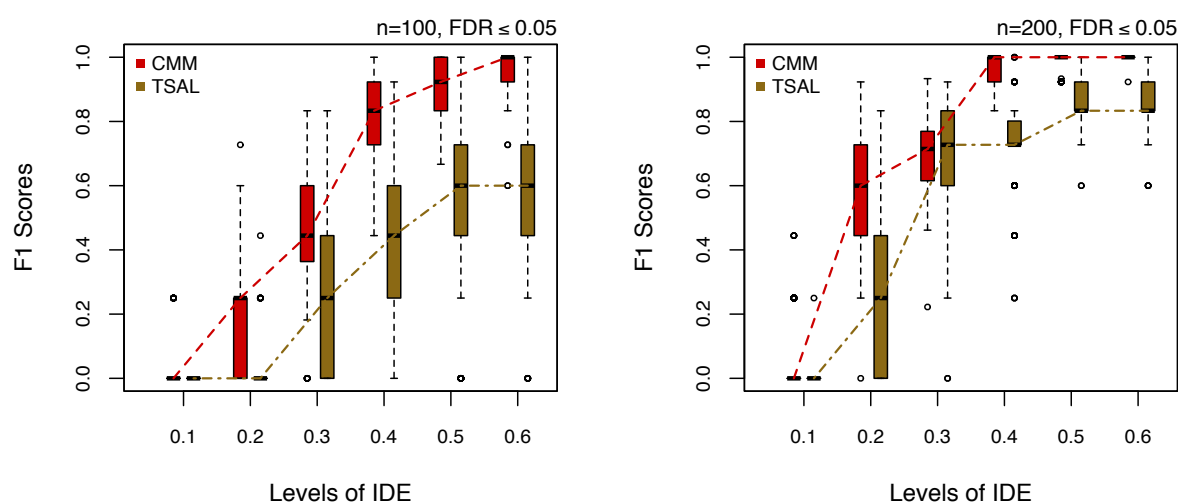 n=100, FDR ≤ 0.05
CMM
TSAL
F1 Scores
1.0
0.8
0.6
0.4
0.2
0.0
0.1 0.2 0.3 0.4 0.5 0.6
Levels of IDE
n=200, FDR ≤ 0.05
CMM
TSAL
F1 Scores
1.0
0.8
0.6
0.4
0.2
0.0
0.1 0.2 0.3 0.4 0.5 0.6
Levels of IDE